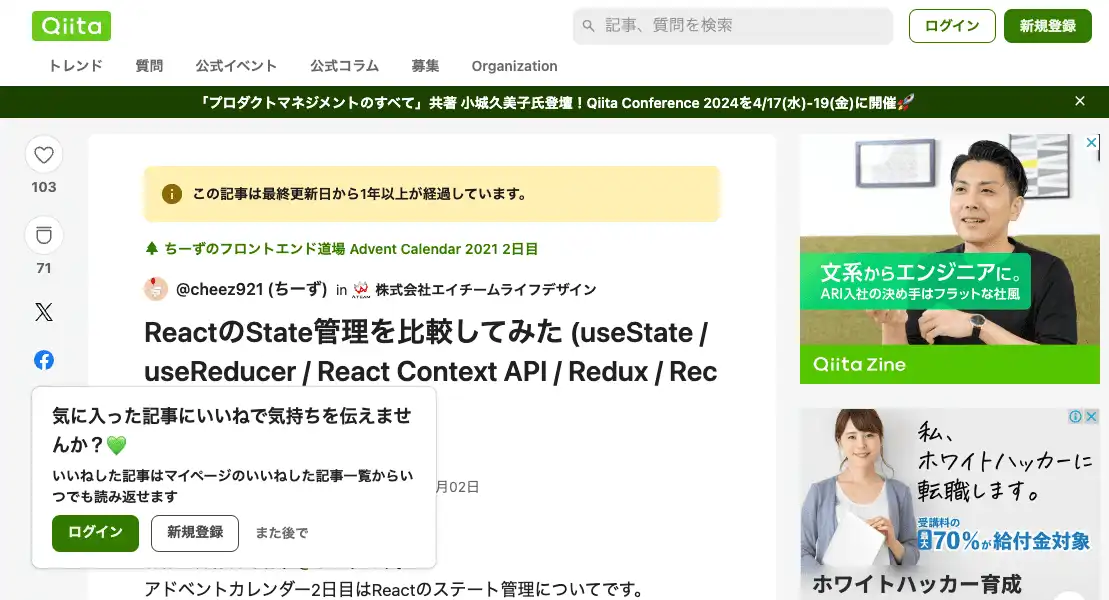 Qiita
記事、質問を検索
ログイン
新規登録
トレンド
質問
公式イベント
公式コラム
募集
Organization
「プロダクトマネジメントのすべて」共著 小城久美子氏登壇！Qiita Conference 2024を4/17(水)-19(金)に開催🚀
103
71
この記事は最終更新日から1年以上が経過しています。
ちーずのフロントエンド道場 Advent Calendar 2021 2日目
@cheez921 (ちーず) in 株式会社エイチームライフデザイン
ReactのState管理を比較してみた (useState /
useReducer / React Context API / Redux / Rec
月02日
アドベントカレンダー2日目はReactのステート管理についてです。
気に入った記事にいいねで気持ちを伝えませ
んか？💚
いいねした記事はマイページのいいねした記事一覧からい
つでも読み返せます
ログイン
新規登録
また後で
文系からエンジニアに。
ARI入社の決め手はフラットな社風
Qiita Zine
私、
ホワイトハッカーに
転職します。
受講料の
最大70%が給付金対象
ホワイトハッカー育成